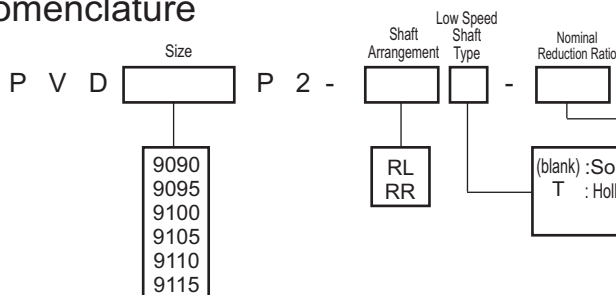 omenclature
Size
Shaft
Arrangement
Low Speed
Shaft
Type
Nominal
Reduction Ratio
P V D P 2 - -
9090
9095
9100
9105
9110
9115
RL
RR
(blank) :So
T : Holl